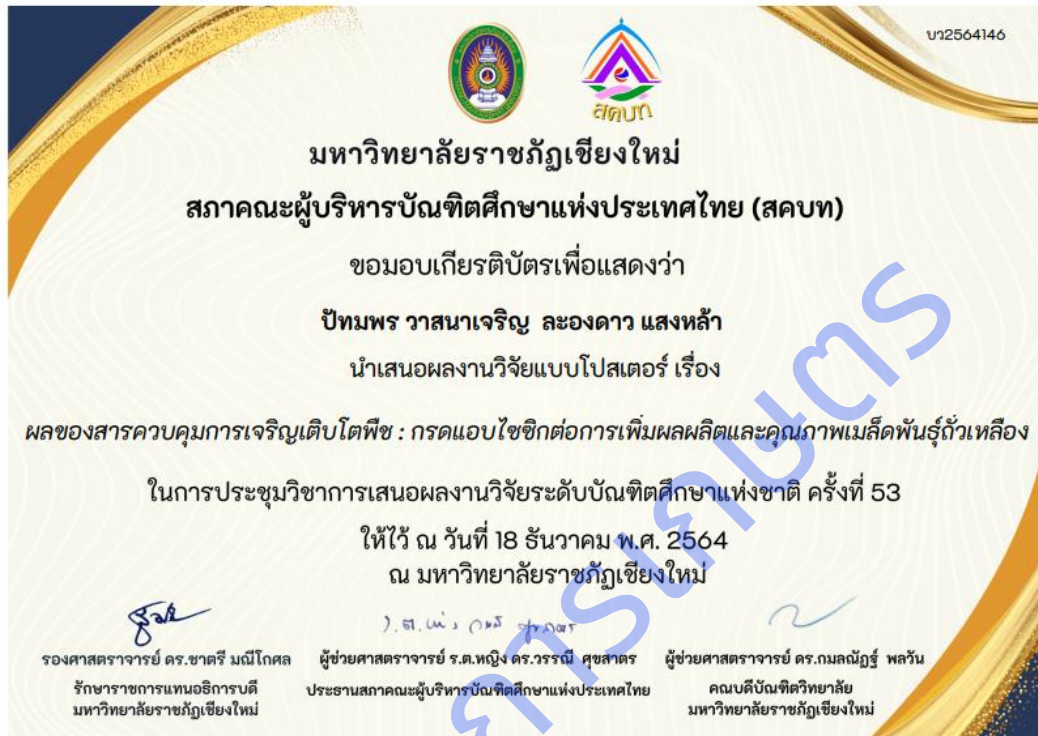 บว2564146
สคบท
มหาวิทยาลัยราชภัฏเชียงใหม่
สภาคณะผู้บริหารบัณฑิตศึกษาแห่งประเทศไทย (สคบท)
ขอมอบเกียรติบัตรเพื่อแสดงว่า
ปัทมพร วาสนาเจริญ ละอองดาว แสงหล้า
นำเสนอผลงานวิจัยแบบโปสเตอร์ เรื่อง
ผลของสารควบคุมการเจริญเติบโตพืช : กรดแอบไซซิกต่อการเพิ่มผลผลิตและคุณภาพเมล็ดพันธุ์ถั่วเหลือง
ในการประชุมวิชาการเสนอผลงานวิจัยระดับบัณฑิตศึกษาแห่งชาติ ครั้งที่ 53
ให้ไว้ ณ วันที่ 18 ธันวาคม พ.ศ. 2564
ณ มหาวิทยาลัยราชภัฏเชียงใหม่
รองศาสตราจารย์ ดร.ชาตรี มณีโกศล
รักษาราชการแทนอธิการบดี
มหาวิทยาลัยราชภัฏเชียงใหม่
ผู้ช่วยศาสตราจารย์ ร.ต.หญิง ดร.วรรณี ศุขสาตร
ประธานสภาคณะผู้บริหารบัณฑิตศึกษาแห่งประเทศไทย
ผู้ช่วยศาสตราจารย์ ดร.กมลณัฏฐ์ พลวัน
คณบดีบัณฑิตวิทยาลัย
มหาวิทยาลัยราชภัฏเชียงใหม่